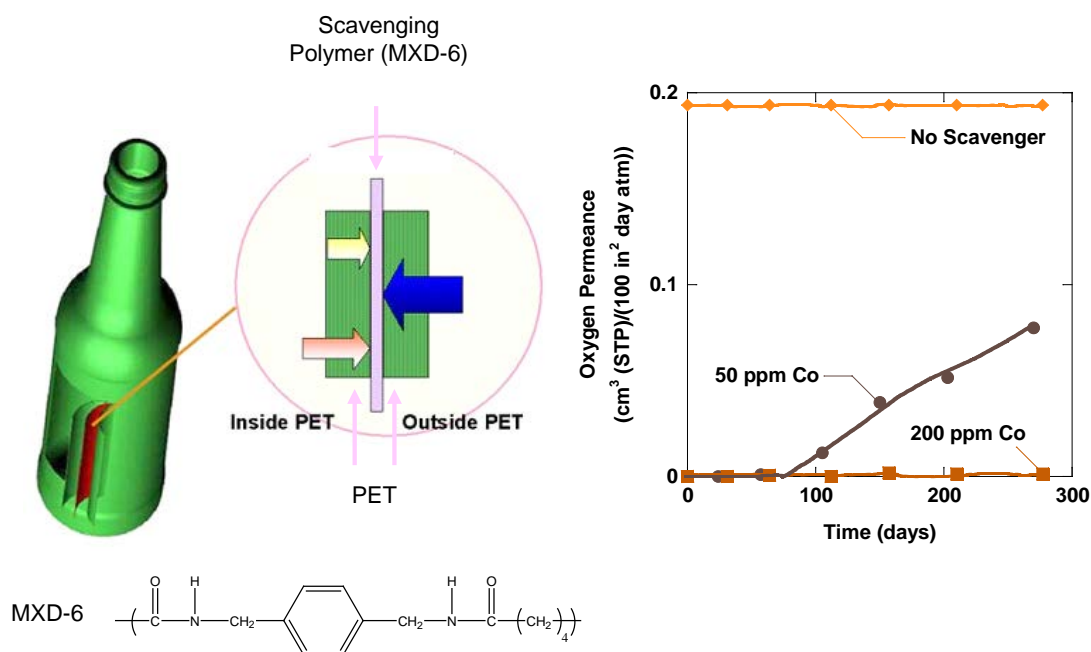 Scavenging
Polymer (MXD-6)
Inside PET
Outside PET
PET
0.2
0.1
0
0
100
200
300
Oxygen Permeance
(cm³ (STP)/(100 in² day atm))
Time (days)
No Scavenger
50 ppm Co
200 ppm Co
MXD-6
O
H
H
O
( C N CH₂ CH₂ N C ( CH₂ )₄